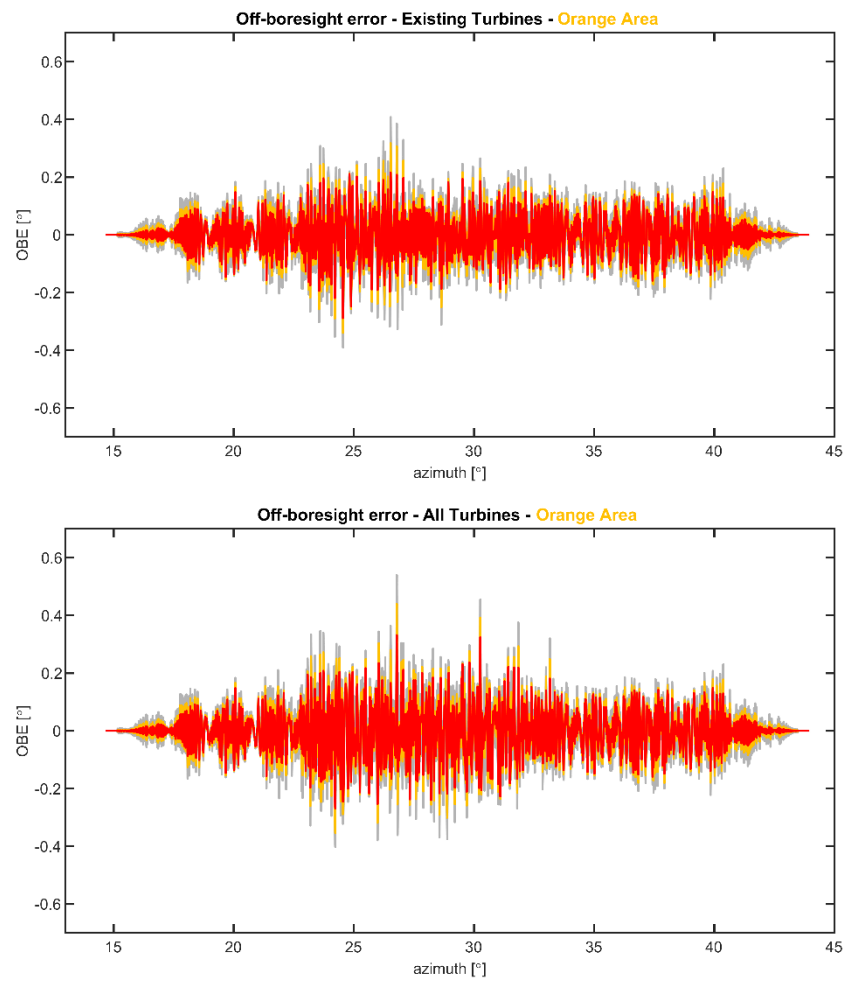 Off-boresight error - Existing Turbines - Orange Area
0.6
0.4
0.2
0
-0.2
-0.4
-0.6
OBE [°]
15 20 25 30 35 40 45
azimuth [°]
Off-boresight error - All Turbines - Orange Area
0.6
0.4
0.2
0
-0.2
-0.4
-0.6
OBE [°]
15 20 25 30 35 40 45
azimuth [°]